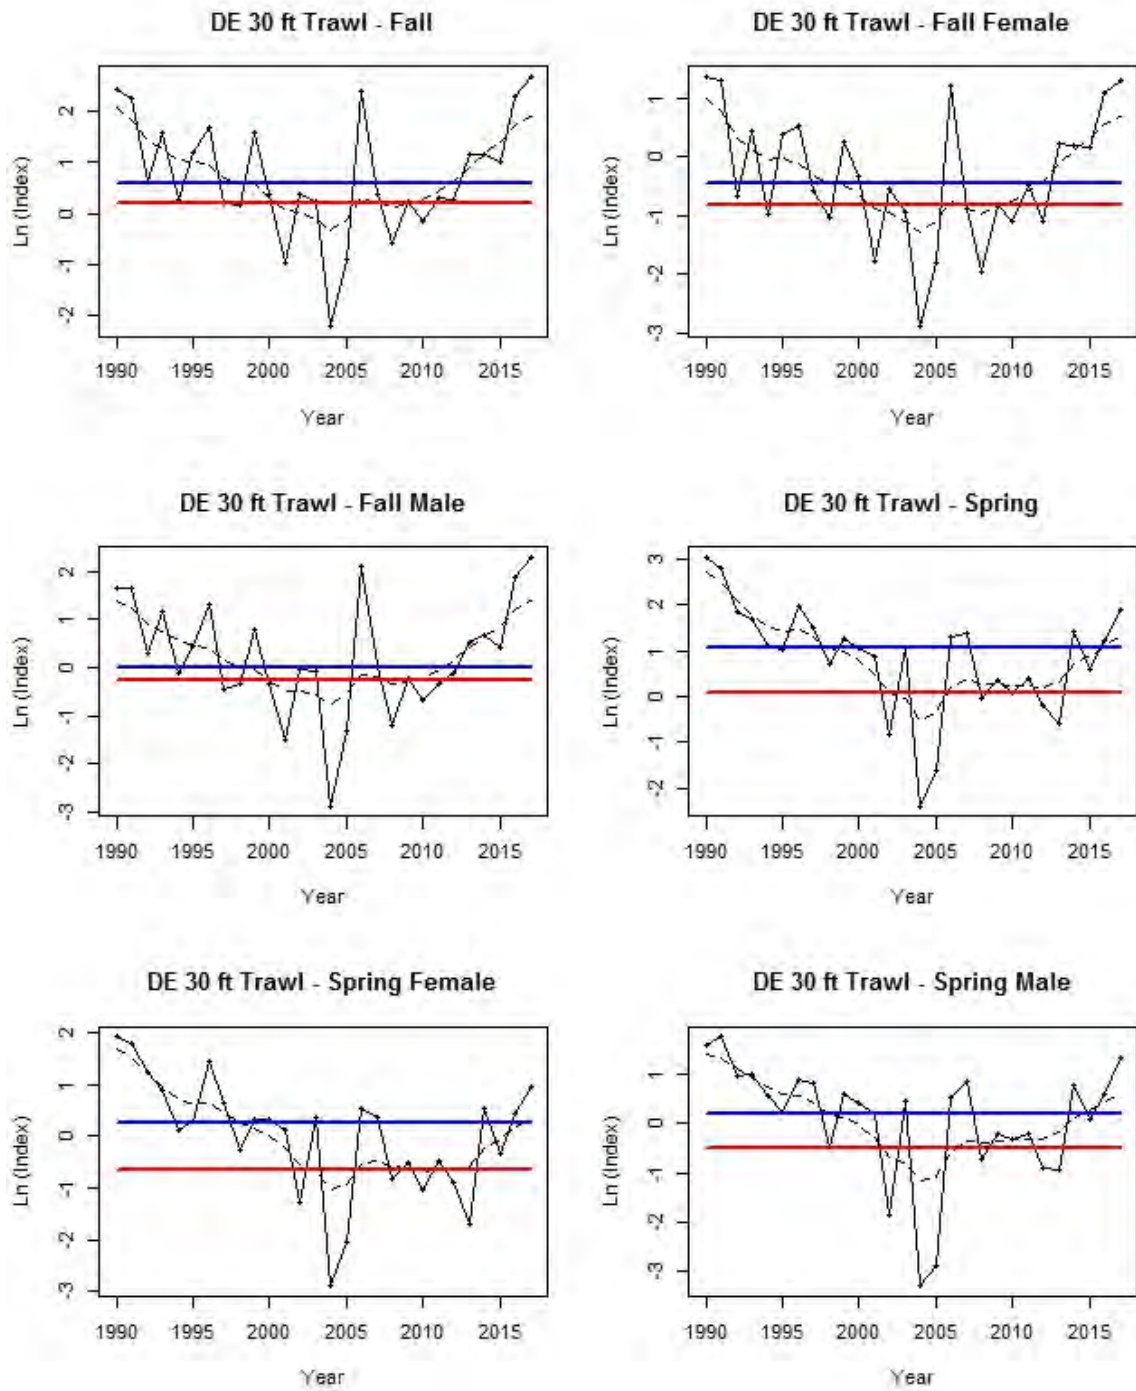 DE 30 ft Trawl - Fall
Ln (Index)
2
1
0
-1
-2
1990 1995 2000 2005 2010 2015
Year
DE 30 ft Trawl - Fall Female
Ln (Index)
1
0
-1
-2
-3
1990 1995 2000 2005 2010 2015
Year
DE 30 ft Trawl - Fall Male
Ln (Index)
2
1
0
-1
-2
-3
1990 1995 2000 2005 2010 2015
Year
DE 30 ft Trawl - Spring
Ln (Index)
3
2
1
0
-1
-2
1990 1995 2000 2005 2010 2015
Year
DE 30 ft Trawl - Spring Female
Ln (Index)
2
1
0
-1
-2
-3
1990 1995 2000 2005 2010 2015
Year
DE 30 ft Trawl - Spring Male
Ln (Index)
1
0
-1
-2
-3
1990 1995 2000 2005 2010 2015
Year